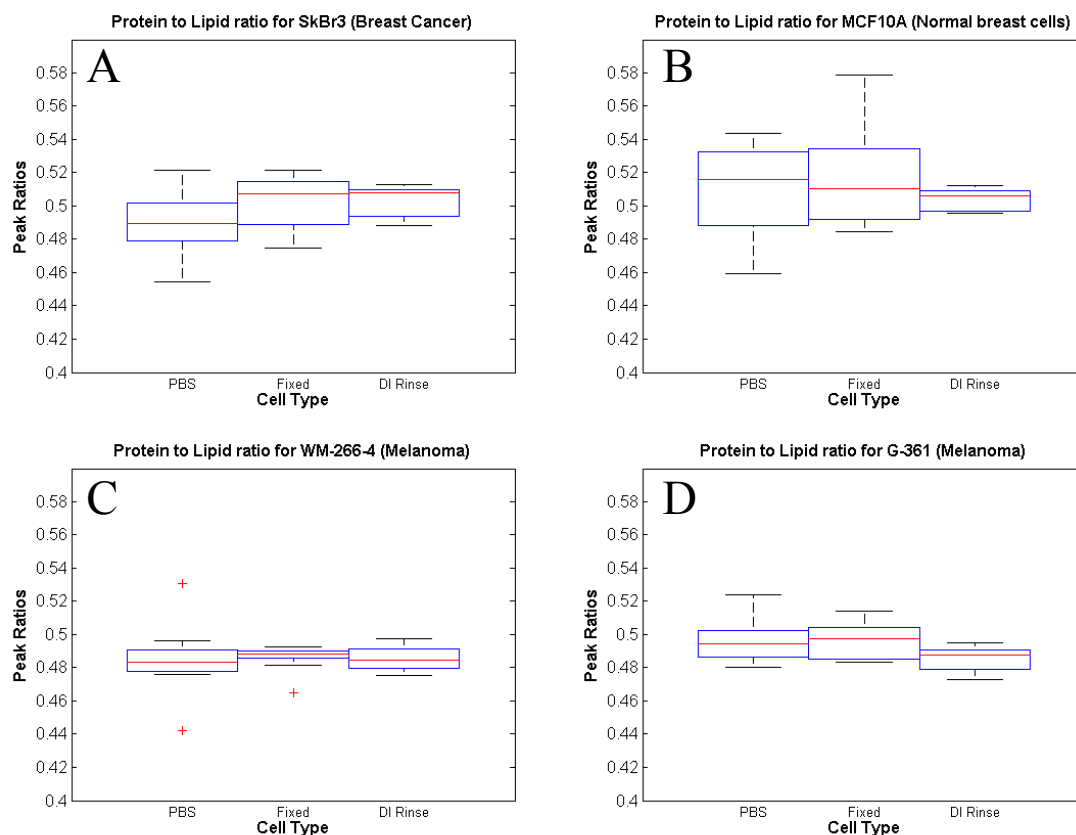 Protein to Lipid ratio for SkBr3 (Breast Cancer)
A
0.58
0.56
0.54
0.52
0.5
0.48
0.46
0.44
0.42
0.4
Peak Ratios
PBS Fixed DI Rinse
Cell Type
Protein to Lipid ratio for MCF10A (Normal breast cells)
B
0.58
0.56
0.54
0.52
0.5
0.48
0.46
0.44
0.42
0.4
Peak Ratios
PBS Fixed DI Rinse
Cell Type
Protein to Lipid ratio for WM-266-4 (Melanoma)
C
0.58
0.56
0.54
0.52
0.5
0.48
0.46
0.44
0.42
0.4
Peak Ratios
PBS Fixed DI Rinse
Cell Type
Protein to Lipid ratio for G-361 (Melanoma)
D
0.58
0.56
0.54
0.52
0.5
0.48
0.46
0.44
0.42
0.4
Peak Ratios
PBS Fixed DI Rinse
Cell Type